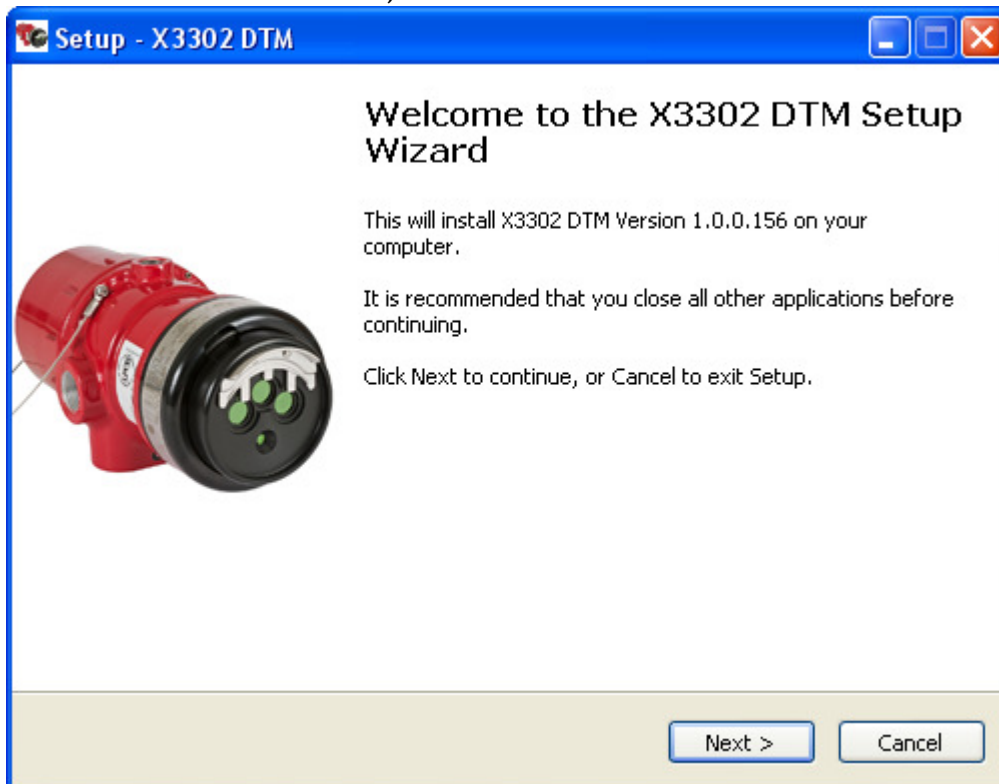 Setup - X3302 DTM
Welcome to the X3302 DTM Setup
Wizard
This will install X3302 DTM Version 1.0.0.156 on your
computer.
It is recommended that you close all other applications before
continuing.
Click Next to continue, or Cancel to exit Setup.
Next >
Cancel